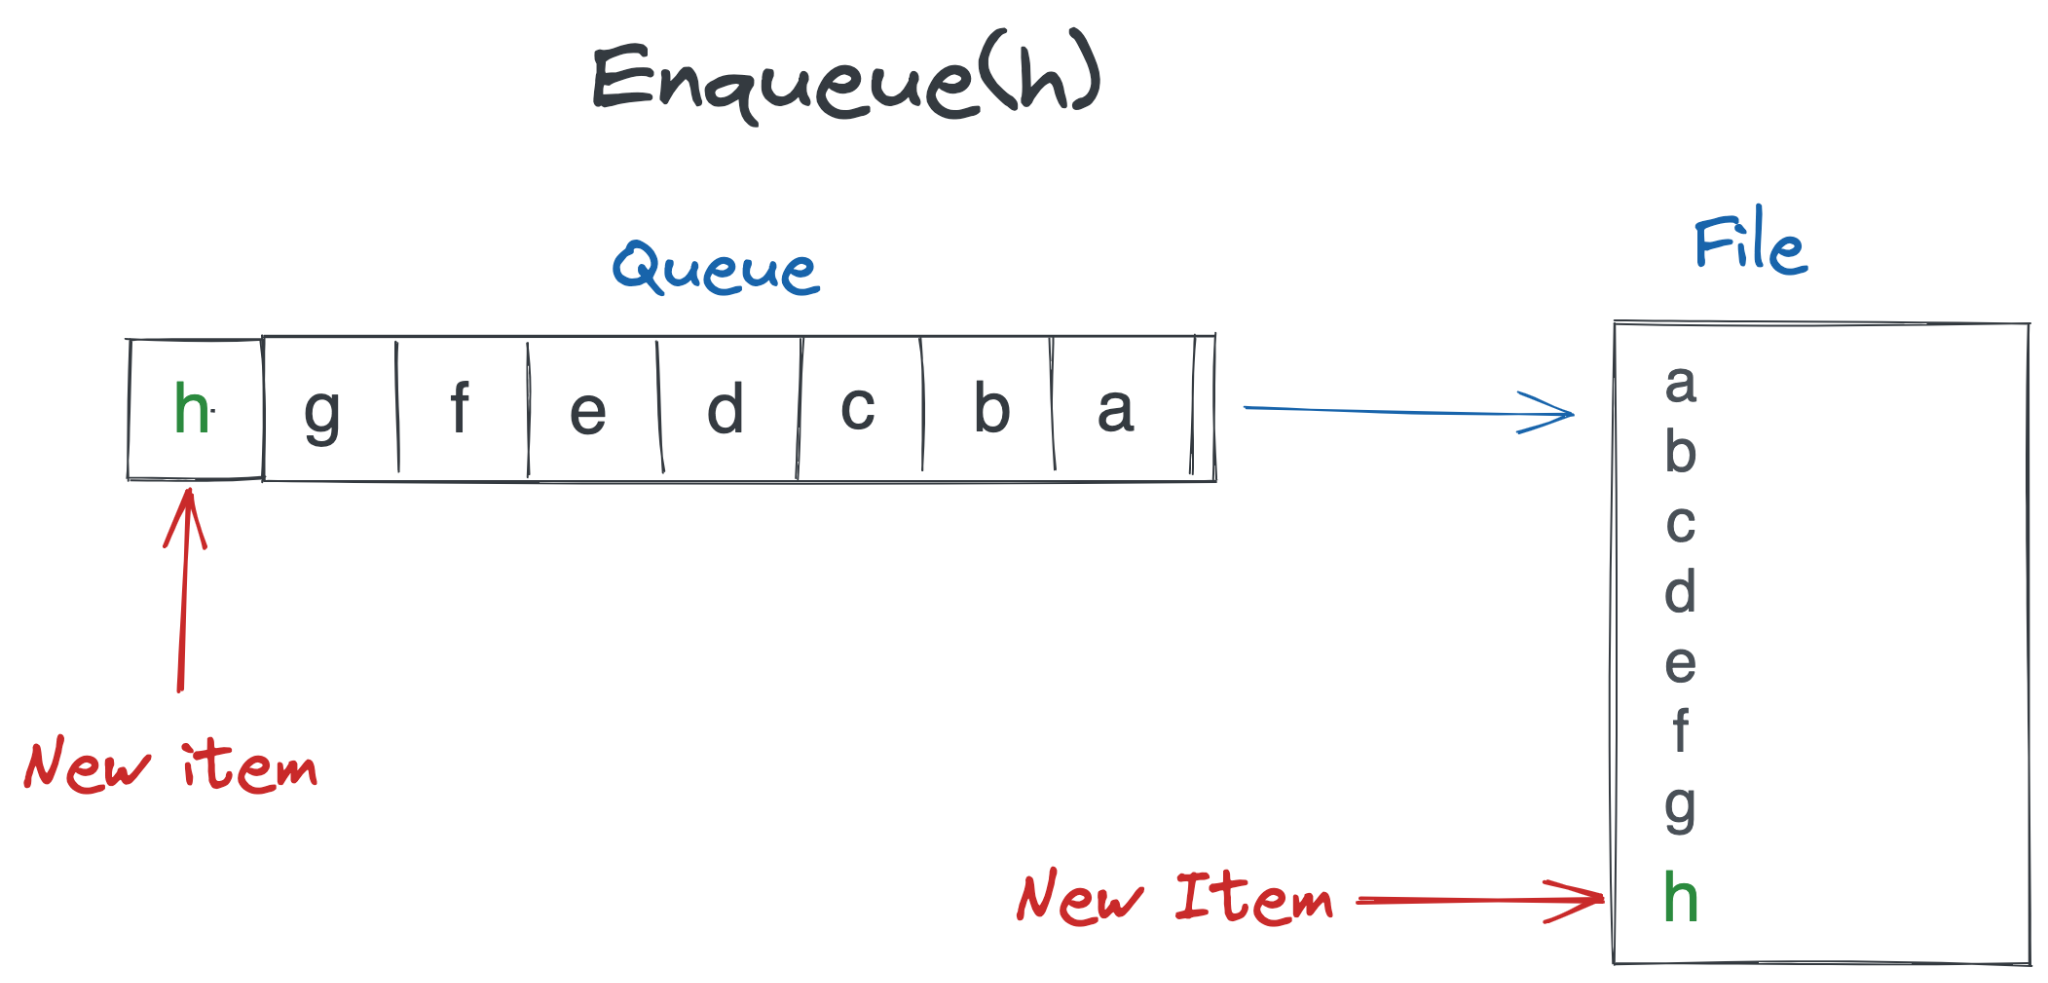 Enqueue(h)
Queue
File
h g f e d c b a
a
b
c
d
e
f
g
h
New item
New Item